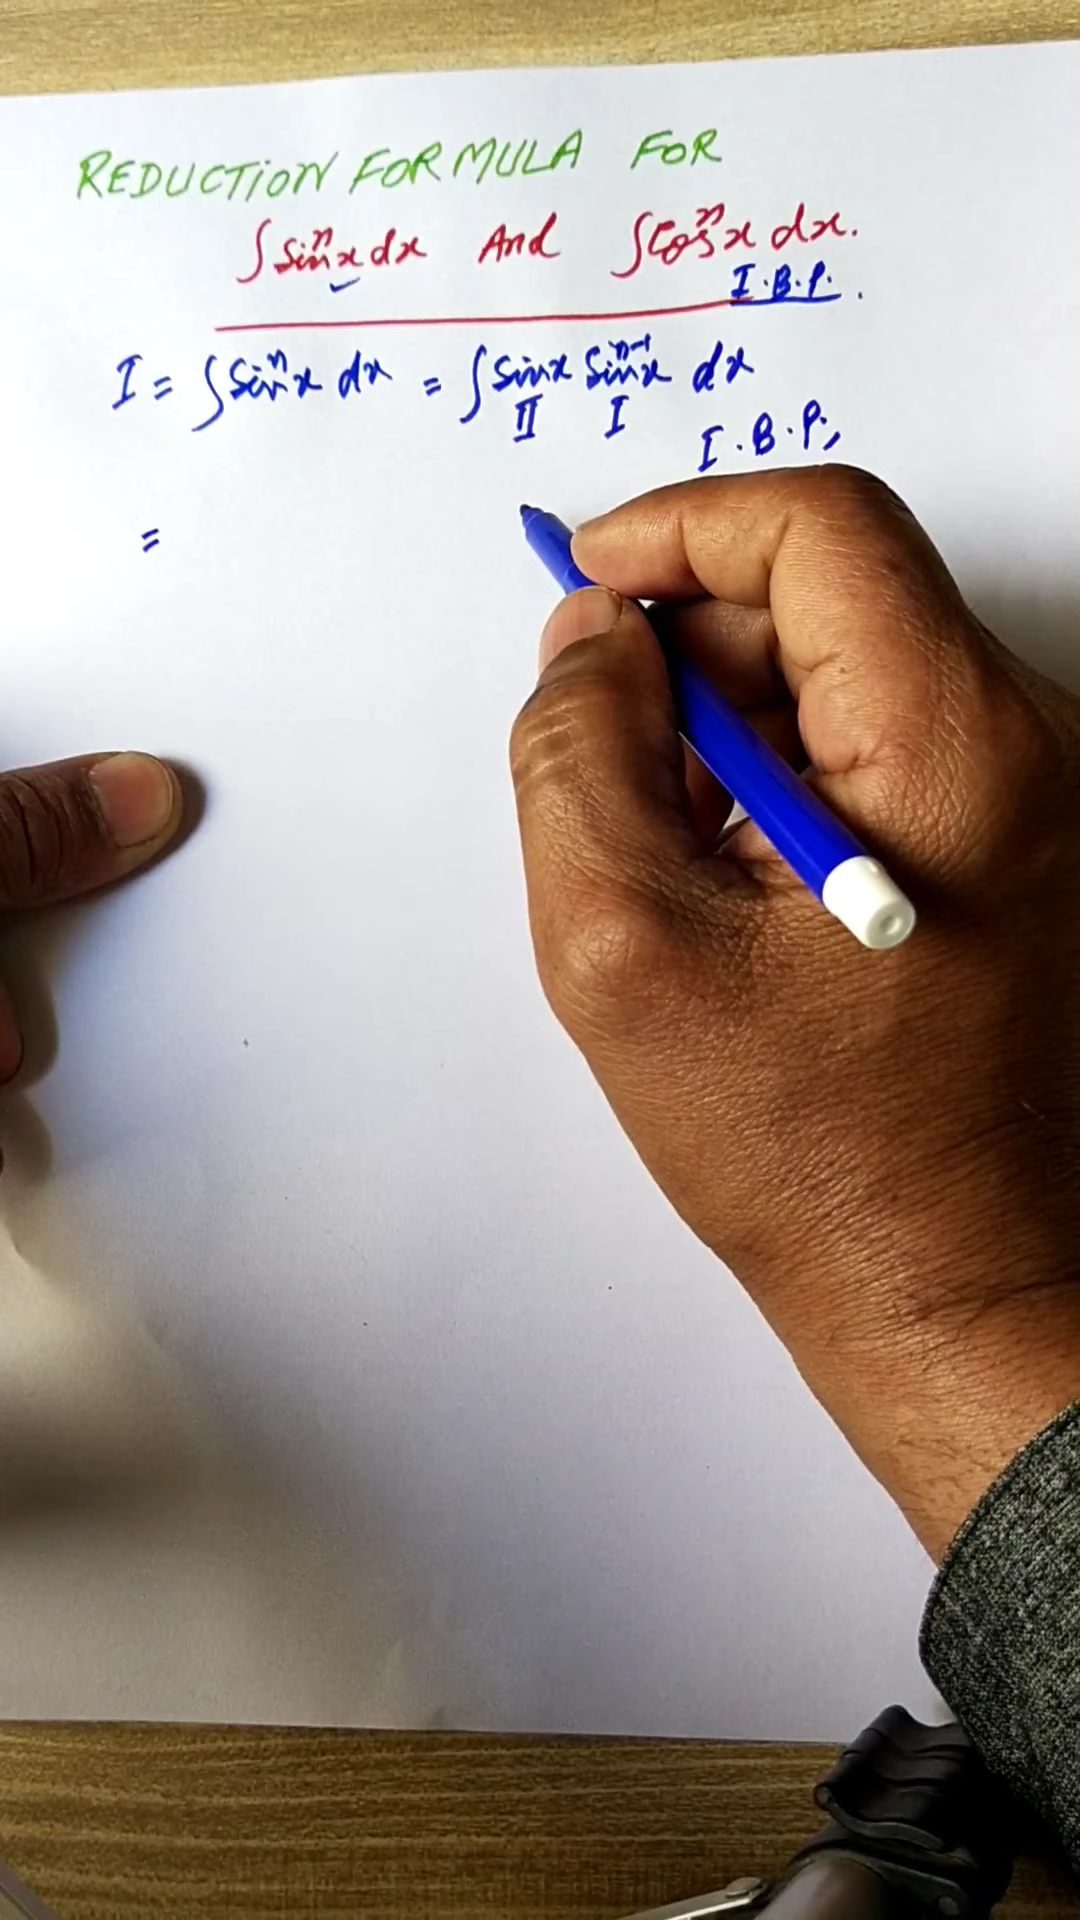 REDUCTION FORMULA FOR
∫Sinⁿx dx And ∫Cosⁿx dx.
I.B.P.
I = ∫Sinⁿx dx = ∫Sinx Sinⁿ⁻¹x dx
II I
I.B.P.,
=